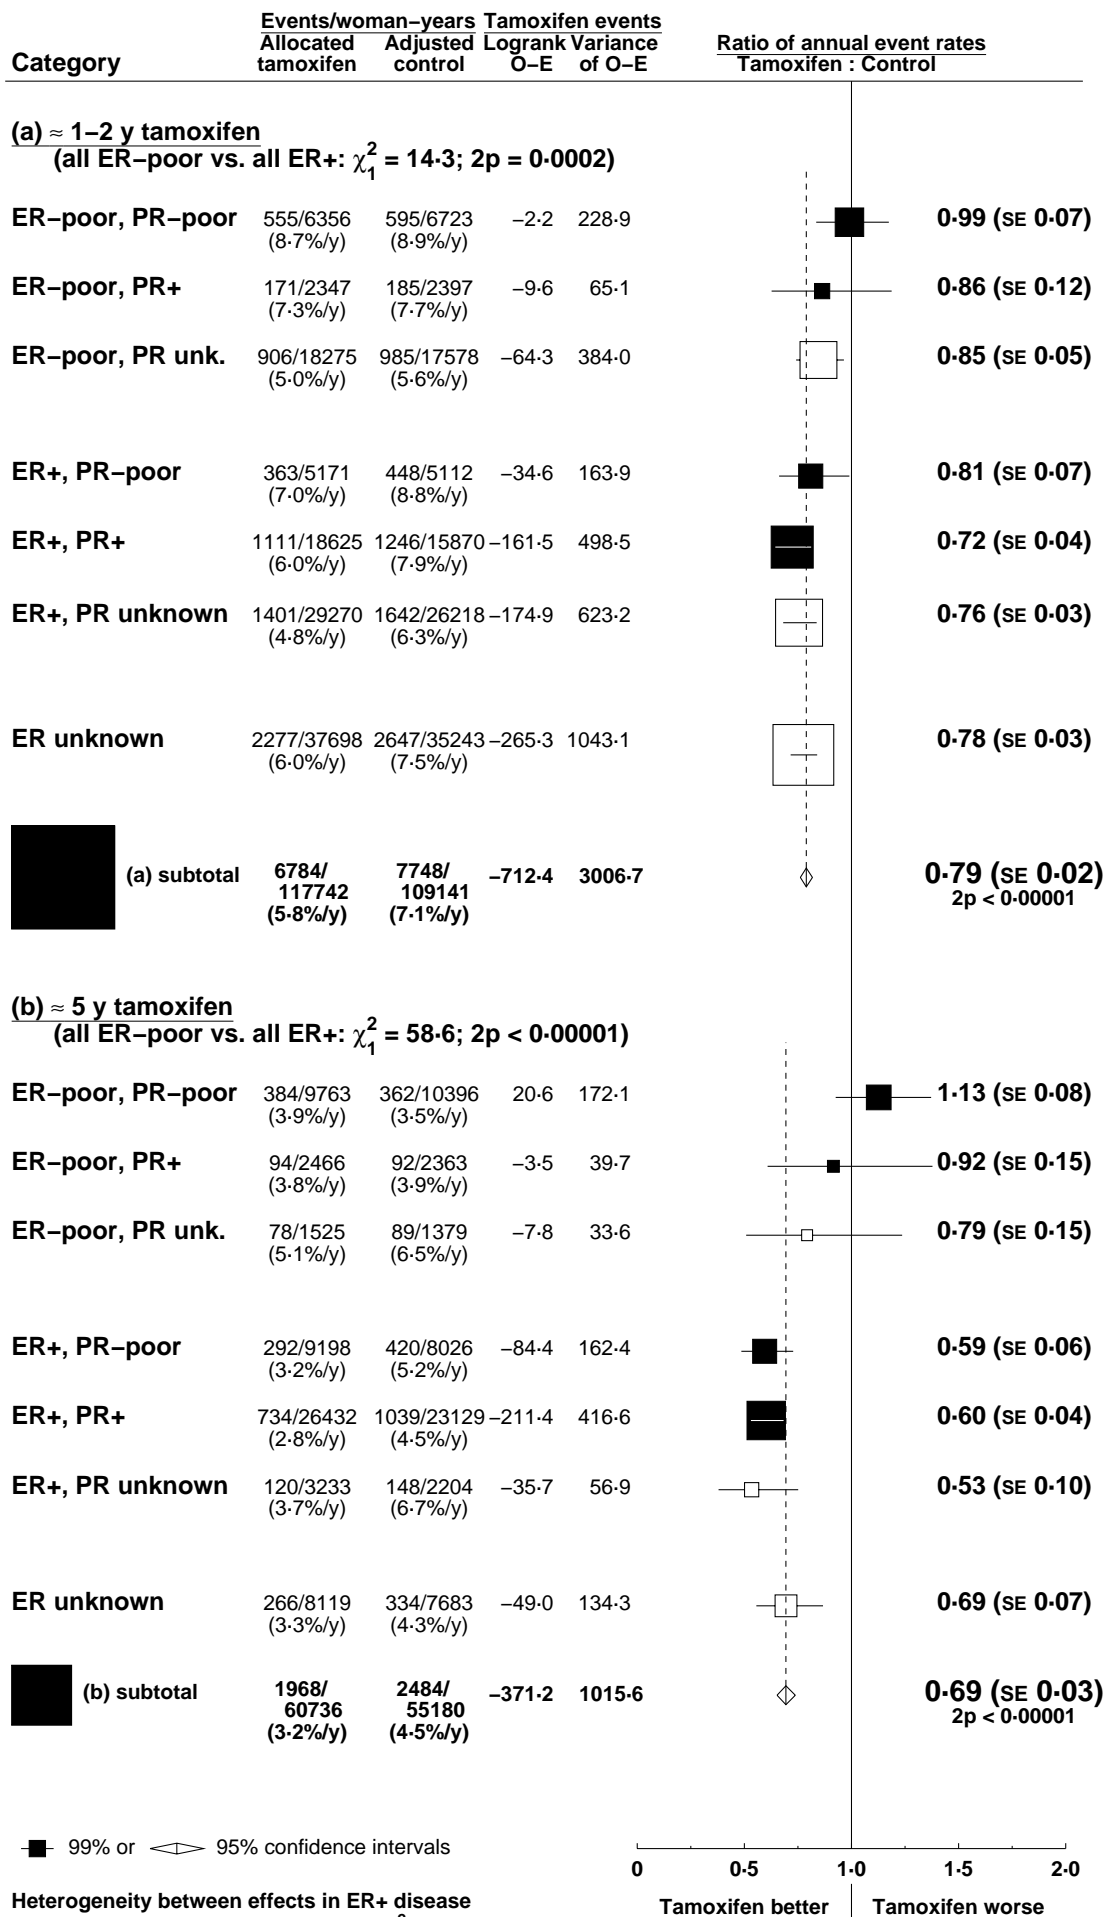 Events/woman–years Tamoxifen events
Category Allocated tamoxifen Adjusted control Logrank O–E Variance of O–E Ratio of annual event rates Tamoxifen : Control
(a) ≈ 1–2 y tamoxifen
(all ER–poor vs. all ER+: χ²₁ = 14·3; 2p = 0·0002)
ER–poor, PR–poor 555/6356 595/6723 –2·2 228·9 0·99 (SE 0·07)
(8·7%/y) (8·9%/y)
ER–poor, PR+ 171/2347 185/2397 –9·6 65·1 0·86 (SE 0·12)
(7·3%/y) (7·7%/y)
ER–poor, PR unk. 906/18275 985/17578 –64·3 384·0 0·85 (SE 0·05)
(5·0%/y) (5·6%/y)
ER+, PR–poor 363/5171 448/5112 –34·6 163·9 0·81 (SE 0·07)
(7·0%/y) (8·8%/y)
ER+, PR+ 1111/18625 1246/15870 –161·5 498·5 0·72 (SE 0·04)
(6·0%/y) (7·9%/y)
ER+, PR unknown 1401/29270 1642/26218 –174·9 623·2 0·76 (SE 0·03)
(4·8%/y) (6·3%/y)
ER unknown 2277/37698 2647/35243 –265·3 1043·1 0·78 (SE 0·03)
(6·0%/y) (7·5%/y)
(a) subtotal 6784/ 7748/ –712·4 3006·7 0·79 (SE 0·02)
117742 109141 2p < 0·00001
(5·8%/y) (7·1%/y)
(b) ≈ 5 y tamoxifen
(all ER–poor vs. all ER+: χ²₁ = 58·6; 2p < 0·00001)
ER–poor, PR–poor 384/9763 362/10396 20·6 172·1 1·13 (SE 0·08)
(3·9%/y) (3·5%/y)
ER–poor, PR+ 94/2466 92/2363 –3·5 39·7 0·92 (SE 0·15)
(3·8%/y) (3·9%/y)
ER–poor, PR unk. 78/1525 89/1379 –7·8 33·6 0·79 (SE 0·15)
(5·1%/y) (6·5%/y)
ER+, PR–poor 292/9198 420/8026 –84·4 162·4 0·59 (SE 0·06)
(3·2%/y) (5·2%/y)
ER+, PR+ 734/26432 1039/23129 –211·4 416·6 0·60 (SE 0·04)
(2·8%/y) (4·5%/y)
ER+, PR unknown 120/3233 148/2204 –35·7 56·9 0·53 (SE 0·10)
(3·7%/y) (6·7%/y)
ER unknown 266/8119 334/7683 –49·0 134·3 0·69 (SE 0·07)
(3·3%/y) (4·3%/y)
(b) subtotal 1968/ 2484/ –371·2 1015·6 0·69 (SE 0·03)
60736 55180 2p < 0·00001
(3·2%/y) (4·5%/y)
99% or 95% confidence intervals
0 0·5 1·0 1·5 2·0
Heterogeneity between effects in ER+ disease
Tamoxifen better Tamoxifen worse